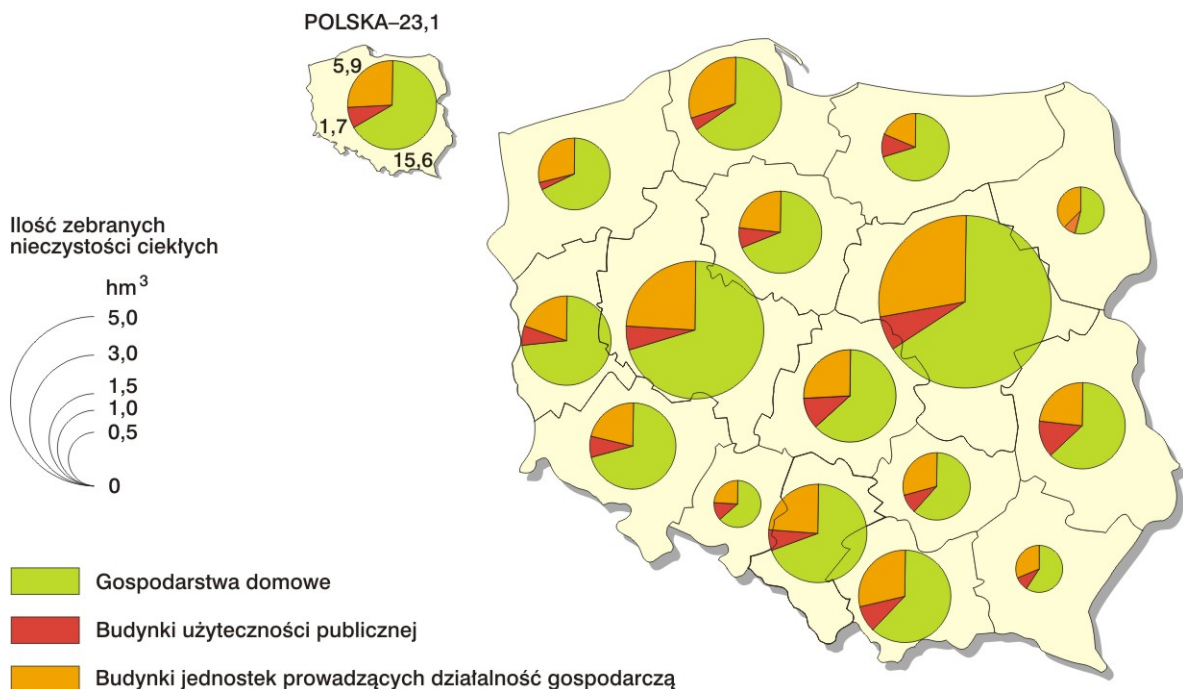 POLSKA–23,1
5,9
1,7
15,6
Ilość zebranych
nieczystości ciekłych
hm³
5,0
3,0
1,5
1,0
0,5
0
Gospodarstwa domowe
Budynki użyteczności publicznej
Budynki jednostek prowadzących działalność gospodarczą